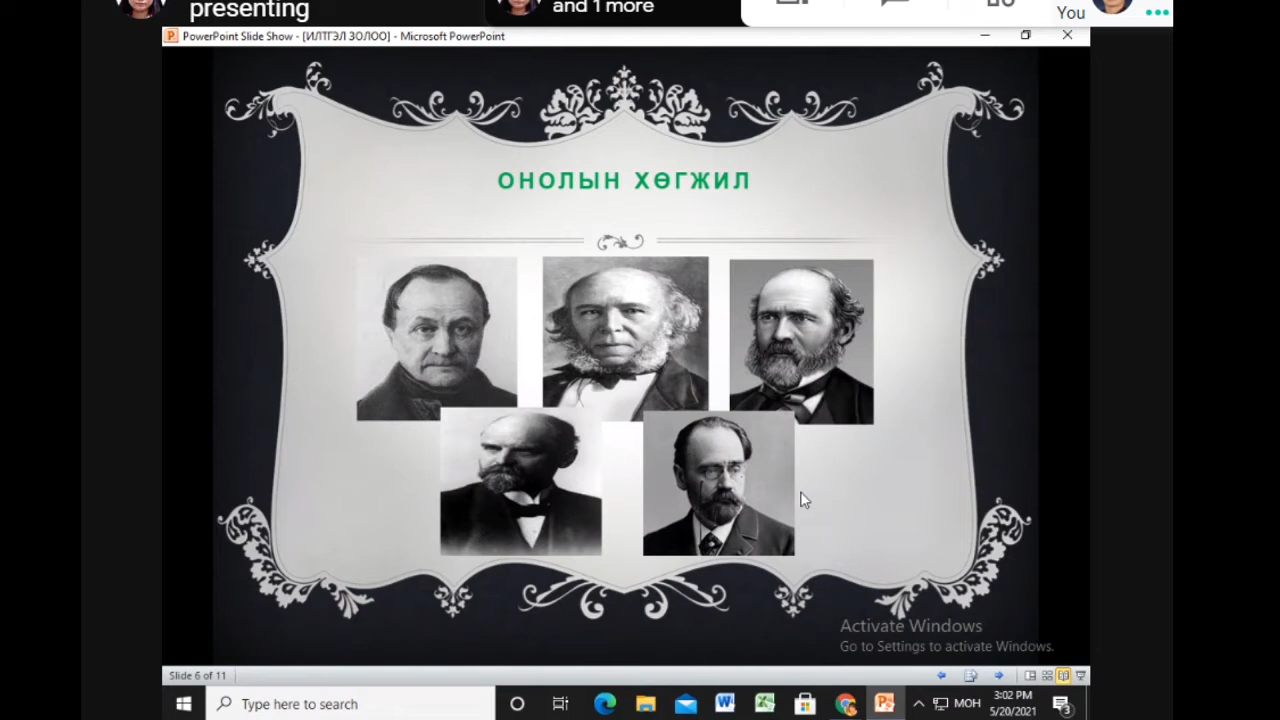 presenting
and 1 more
You
PowerPoint Slide Show - [ИЛТГЭЛ ЗОЛОО] - Microsoft PowerPoint
ОНОЛЫН ХӨГЖИЛ
Activate Windows
Go to Settings to activate Windows.
Slide 6 of 11
Type here to search
МОН
3:02 PM
5/20/2021
3